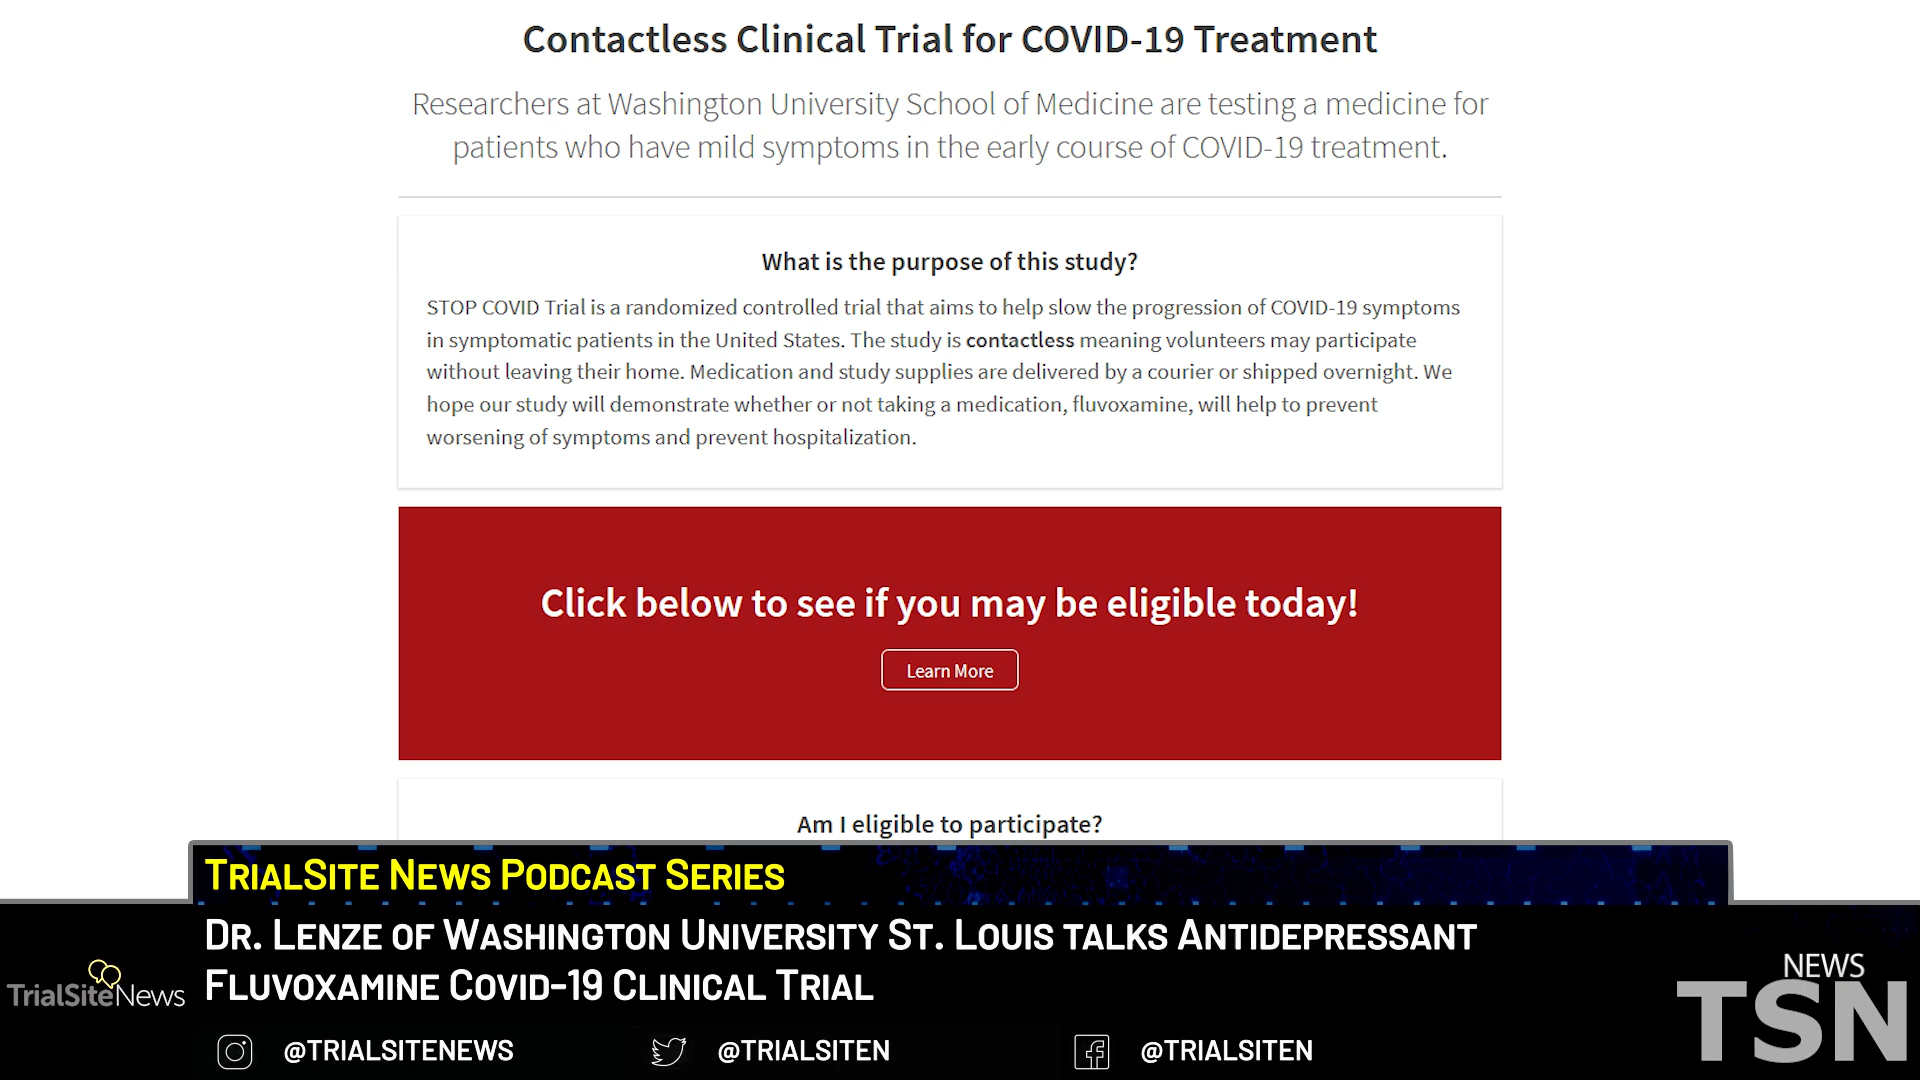 Contactless Clinical Trial for COVID-19 Treatment
Researchers at Washington University School of Medicine are testing a medicine for
patients who have mild symptoms in the early course of COVID-19 treatment.
What is the purpose of this study?
STOP COVID Trial is a randomized controlled trial that aims to help slow the progression of COVID-19 symptoms
in symptomatic patients in the United States. The study is contactless meaning volunteers may participate
without leaving their home. Medication and study supplies are delivered by a courier or shipped overnight. We
hope our study will demonstrate whether or not taking a medication, fluvoxamine, will help to prevent
worsening of symptoms and prevent hospitalization.
Click below to see if you may be eligible today!
Learn More
Am I eligible to participate?
TrialSite News Podcast Series
Dr. Lenze of Washington University St. Louis talks Antidepressant
Fluvoxamine Covid-19 Clinical Trial
TrialSiteNews
NEWS
TSN
@TRIALSITENEWS
@TRIALSITEN
@TRIALSITEN